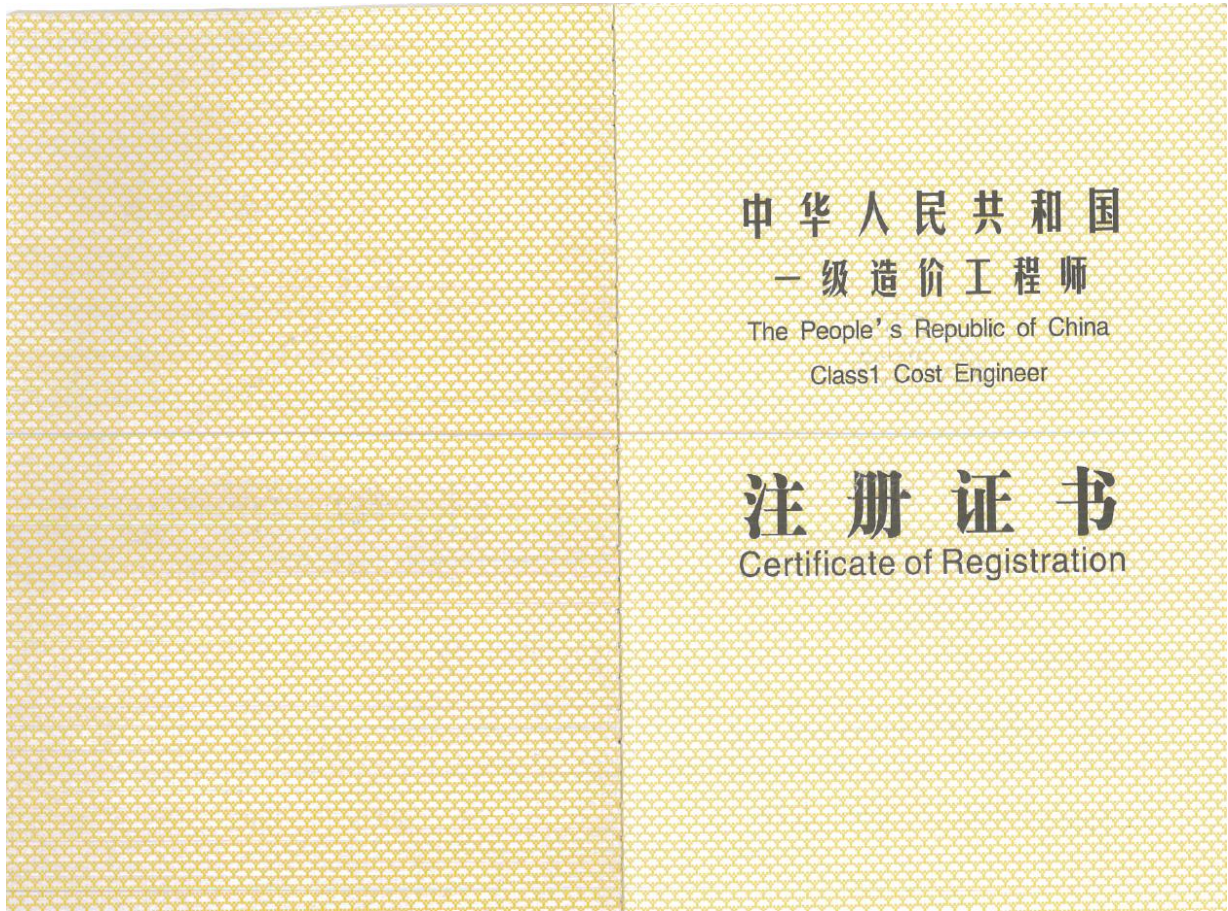 中华人民共和国
一级造价工程师
The People's Republic of China
Class1 Cost Engineer
注册证书
Certificate of Registration